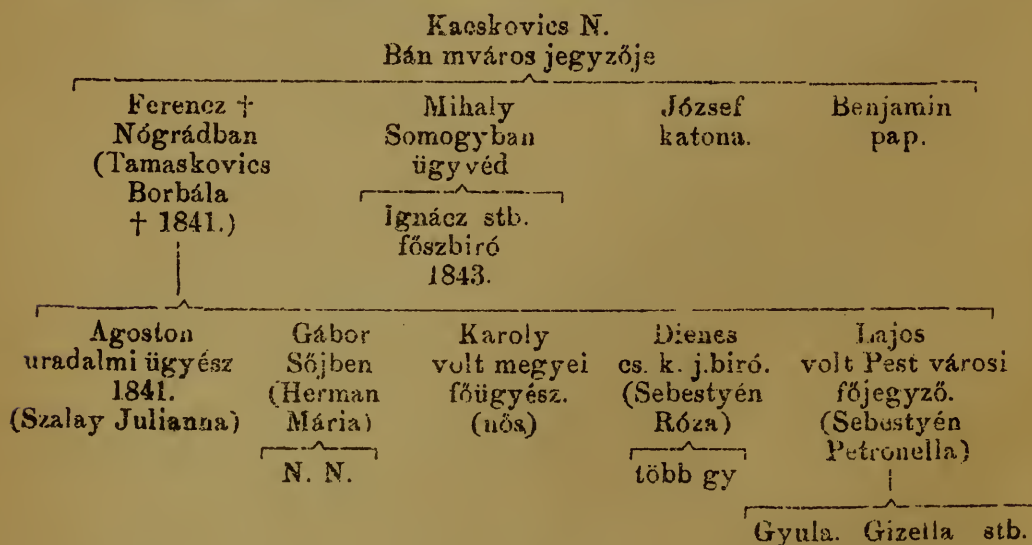 Kacskovics N.
Bán mváros jegyzője
Ferencz †
Nógrádban
(Tamaskovics
Borbála
† 1841.)
Mihaly
Somogyban
ügyvéd
Ignácz stb.
főszbiró
1843.
József
katona.
Benjamin
pap.
Agoston
uradalmi ügyész
1841.
(Szalay Julianna)
Gábor
Sőjben
(Herman
Mária)
N. N.
Karoly
volt megyei
főügyész.
(nős)
Dienes
cs. k. j.biró.
(Sebestyén
Róza)
több gy
Lajos
volt Pest városi
főjegyző.
(Sebestyén
Petronella)
Gyula. Gizella stb.